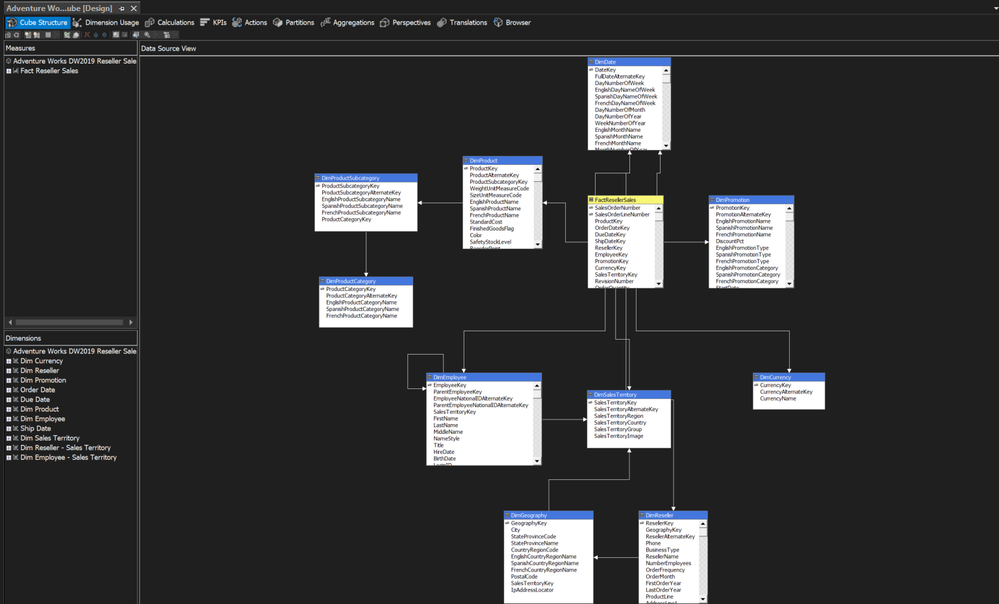 Adventure Wo...ube [Design]
Cube Structure
Dimension Usage
Calculations
KPIs
Actions
Partitions
Aggregations
Perspectives
Translations
Browser
Measures
Adventure Works DW2019 Reseller Sale
Fact Reseller Sales
Dimensions
Adventure Works DW2019 Reseller Sale
Dim Currency
Dim Reseller
Dim Promotion
Order Date
Due Date
Dim Product
Dim Employee
Ship Date
Dim Sales Territory
Dim Reseller - Sales Territory
Dim Employee - Sales Territory
Data Source View
DimDate
DateKey
FullDateAlternateKey
DayNumberOfWeek
EnglishDayNameOfWeek
SpanishDayNameOfWeek
FrenchDayNameOfWeek
DayNumberOfMonth
DayNumberOfYear
WeekNumberOfYear
EnglishMonthName
SpanishMonthName
FrenchMonthName
MonthNumberOfYear
DimProduct
ProductKey
ProductAlternateKey
ProductSubcategoryKey
WeightUnitMeasureCode
SizeUnitMeasureCode
EnglishProductName
SpanishProductName
FrenchProductName
StandardCost
FinishedGoodsFlag
Color
SafetyStockLevel
ReorderPoint
DimProductSubcategory
ProductSubcategoryKey
ProductSubcategoryAlternateKey
EnglishProductSubcategoryName
SpanishProductSubcategoryName
FrenchProductSubcategoryName
ProductCategoryKey
FactResellerSales
SalesOrderNumber
SalesOrderLineNumber
ProductKey
OrderDateKey
DueDateKey
ShipDateKey
ResellerKey
EmployeeKey
PromotionKey
CurrencyKey
SalesTerritoryKey
RevisionNumber
OrderQuantity
DimPromotion
PromotionKey
PromotionAlternateKey
EnglishPromotionName
SpanishPromotionName
FrenchPromotionName
DiscountPct
EnglishPromotionType
SpanishPromotionType
FrenchPromotionType
EnglishPromotionCategory
SpanishPromotionCategory
FrenchPromotionCategory
StartDate
DimProductCategory
ProductCategoryKey
ProductCategoryAlternateKey
EnglishProductCategoryName
SpanishProductCategoryName
FrenchProductCategoryName
DimEmployee
EmployeeKey
ParentEmployeeKey
EmployeeNationalIDAlternateKey
ParentEmployeeNationalIDAlternateKey
SalesTerritoryKey
FirstName
LastName
MiddleName
NameStyle
Title
HireDate
BirthDate
LoginID
DimSalesTerritory
SalesTerritoryKey
SalesTerritoryAlternateKey
SalesTerritoryRegion
SalesTerritoryCountry
SalesTerritoryGroup
SalesTerritoryImage
DimCurrency
CurrencyKey
CurrencyAlternateKey
CurrencyName
DimGeography
GeographyKey
City
StateProvinceCode
StateProvinceName
CountryRegionCode
EnglishCountryRegionName
SpanishCountryRegionName
FrenchCountryRegionName
PostalCode
SalesTerritoryKey
IpAddressLocator
DimReseller
ResellerKey
GeographyKey
ResellerAlternateKey
Phone
BusinessType
ResellerName
NumberEmployees
OrderFrequency
OrderMonth
FirstOrderYear
LastOrderYear
ProductLine
AddressLine1